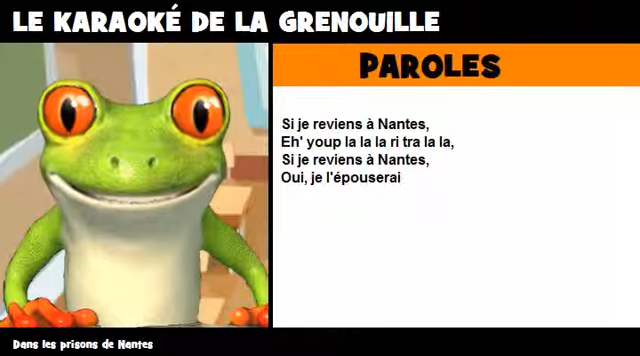 LE KARAOKÉ DE LA GRENOUILLE
PAROLES
Si je reviens à Nantes,
Eh' youp la la la ri tra la la,
Si je reviens à Nantes,
Oui, je l'épouserai
Dans les prisons de Nantes